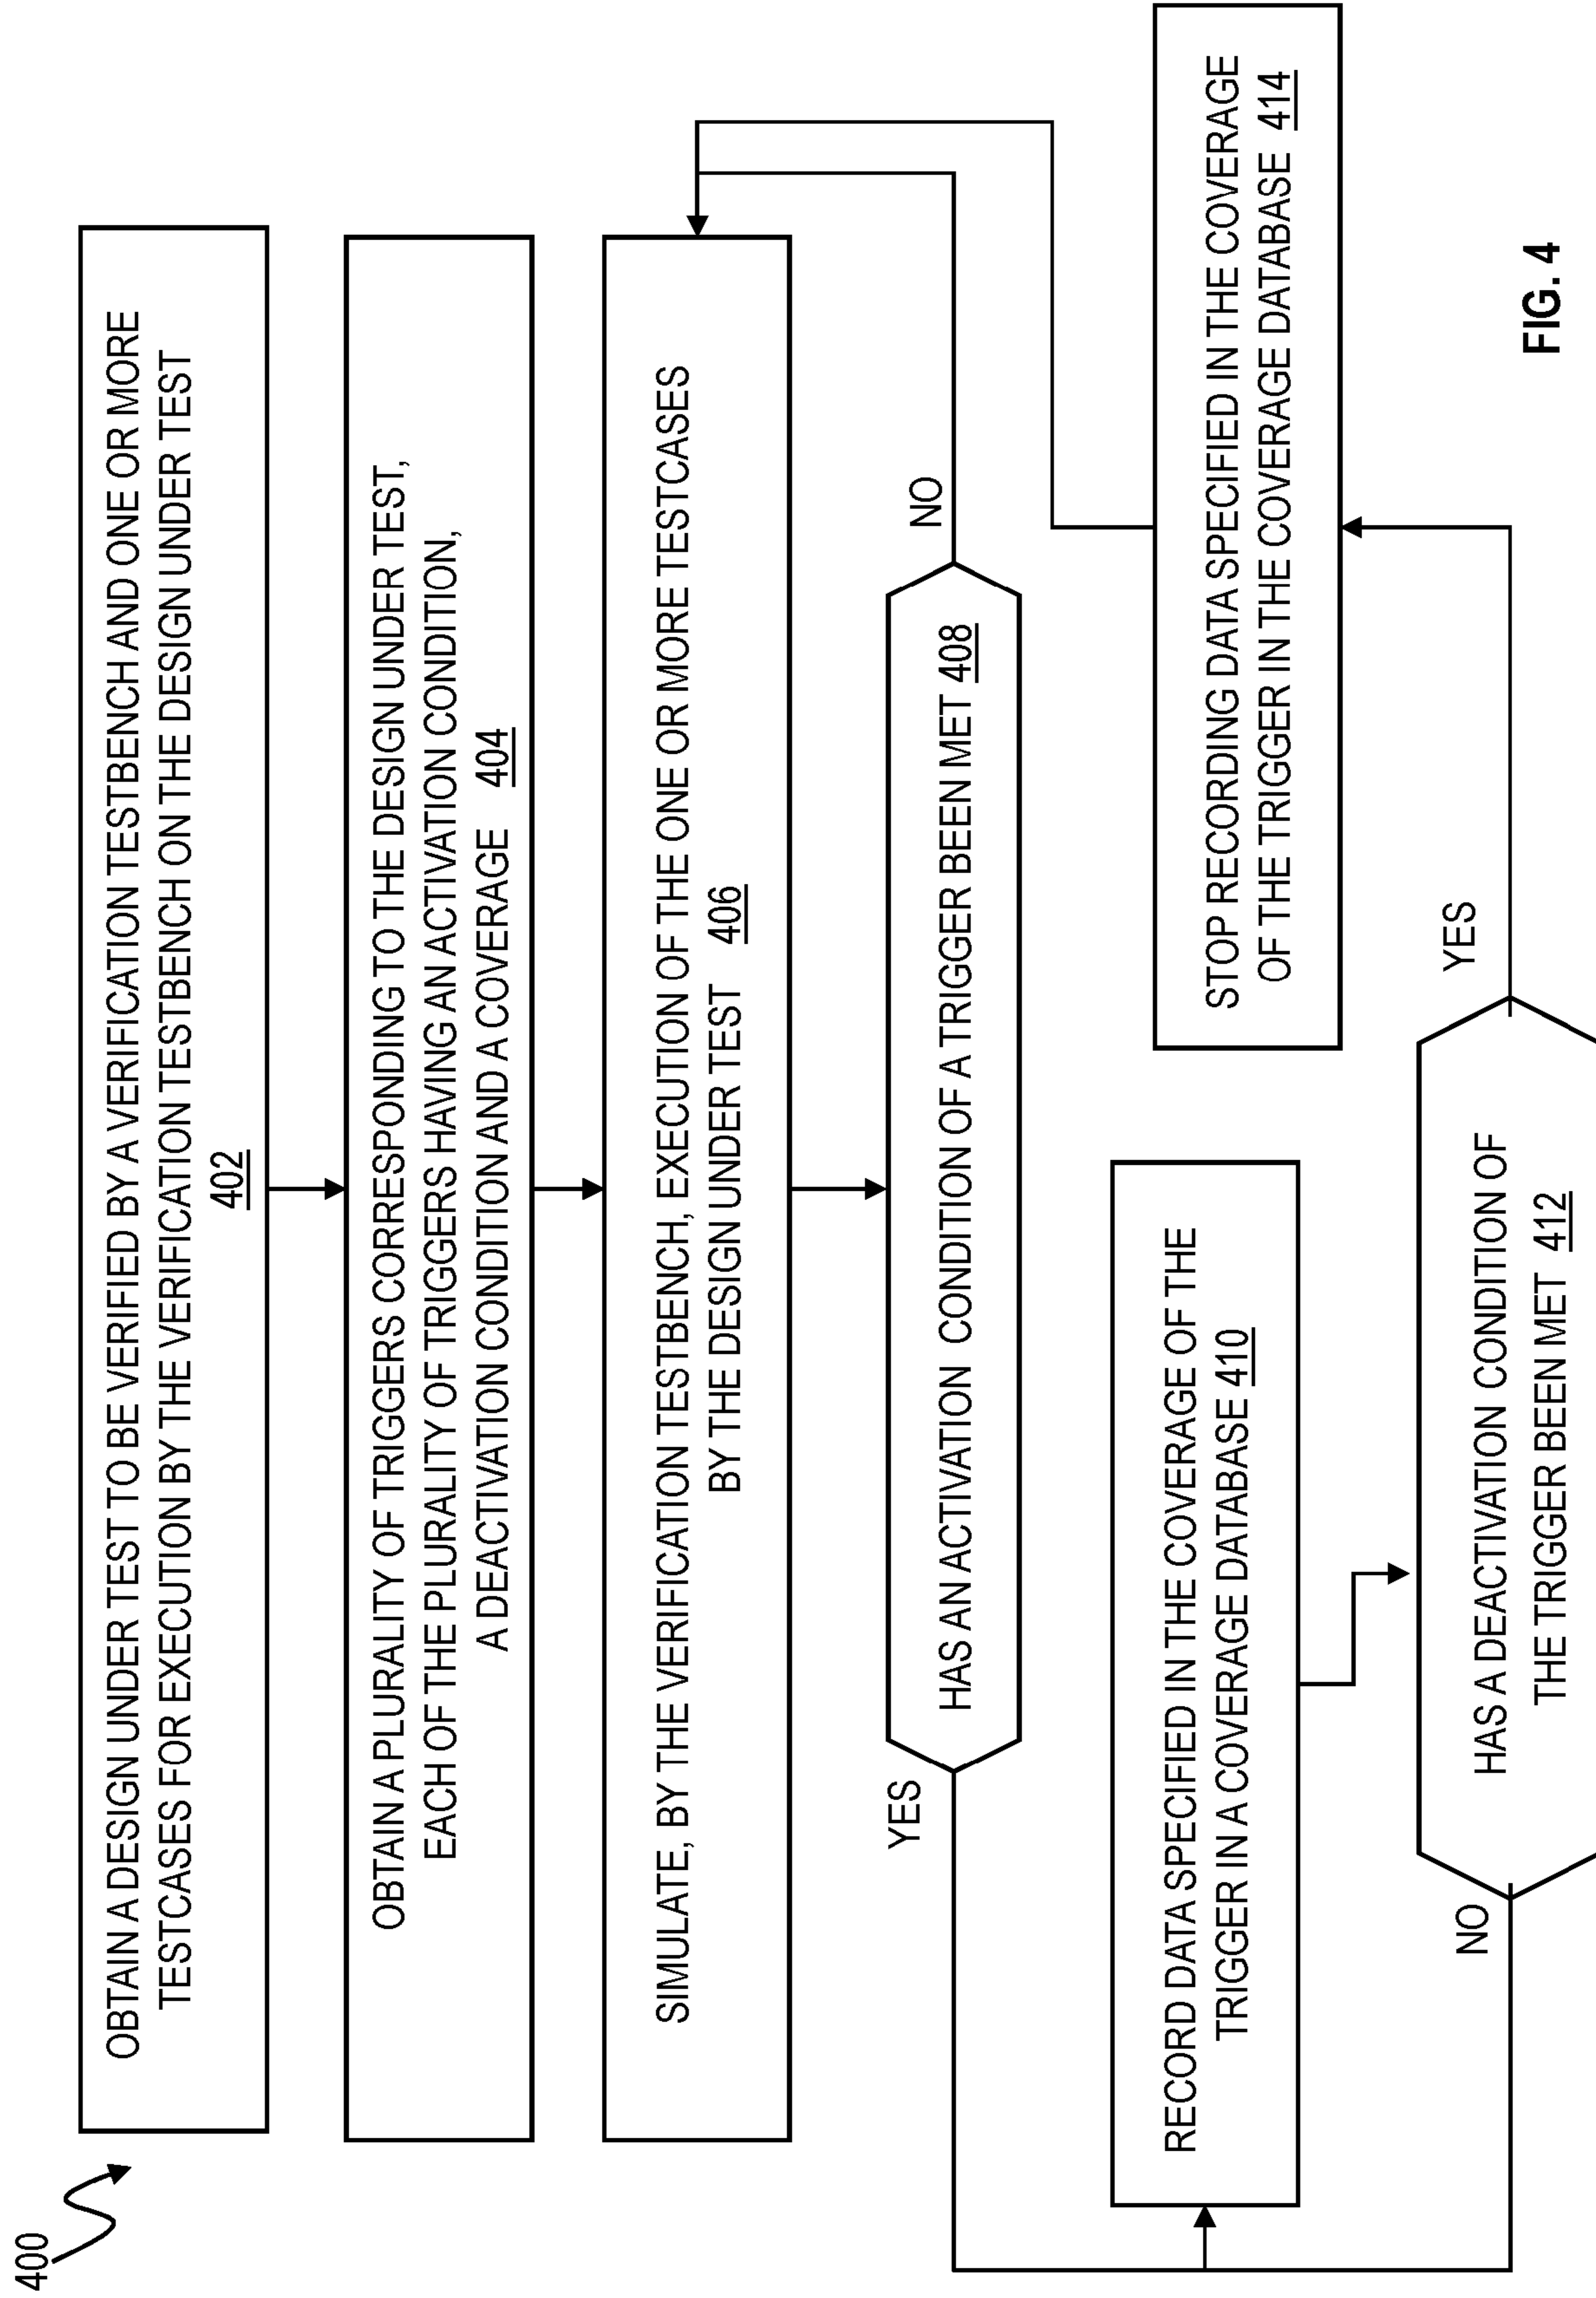 400
OBTAIN A DESIGN UNDER TEST TO BE VERIFIED BY A VERIFICATION TESTBENCH AND ONE OR MORE
TESTCASES FOR EXECUTION BY THE VERIFICATION TESTBENCH ON THE DESIGN UNDER TEST
402
OBTAIN A PLURALITY OF TRIGGERS CORRESPONDING TO THE DESIGN UNDER TEST,
EACH OF THE PLURALITY OF TRIGGERS HAVING AN ACTIVATION CONDITION,
A DEACTIVATION CONDITION AND A COVERAGE 404
SIMULATE, BY THE VERIFICATION TESTBENCH, EXECUTION OF THE ONE OR MORE TESTCASES
BY THE DESIGN UNDER TEST 406
YES
HAS AN ACTIVATION CONDITION OF A TRIGGER BEEN MET 408
NO
RECORD DATA SPECIFIED IN THE COVERAGE OF THE
TRIGGER IN A COVERAGE DATABASE 410
STOP RECORDING DATA SPECIFIED IN THE COVERAGE
OF THE TRIGGER IN THE COVERAGE DATABASE 414
NO
HAS A DEACTIVATION CONDITION OF
THE TRIGGER BEEN MET 412
YES
FIG. 4